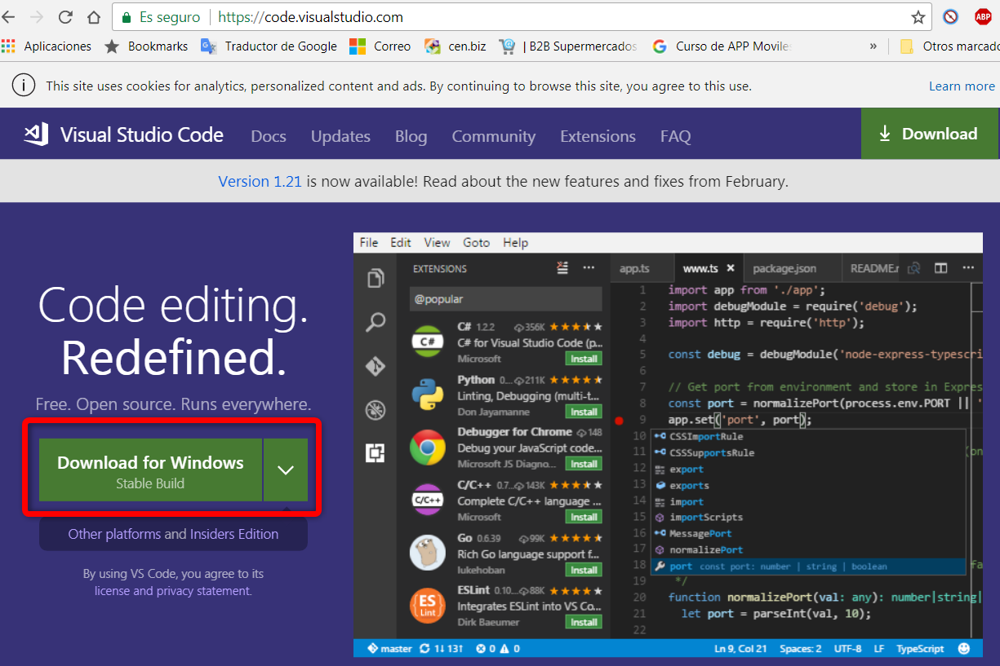 Es seguro https://code.visualstudio.com ABP
Aplicaciones Bookmarks Traductor de Google Correo cen.biz | B2B Supermercados Curso de APP Moviles » Otros marcado
This site uses cookies for analytics, personalized content and ads. By continuing to browse this site, you agree to this use. Learn more
Visual Studio Code Docs Updates Blog Community Extensions FAQ Download
Version 1.21 is now available! Read about the new features and fixes from February.
Code editing.
Redefined.
Free. Open source. Runs everywhere.
Download for Windows
Stable Build
Other platforms and Insiders Edition
By using VS Code, you agree to its
license and privacy statement.
File Edit View Goto Help
EXTENSIONS ···
@popular
C# C# 1.2.2 356K
C# for Visual Studio Code (p...
Microsoft Install
Python 0... 211K
Linting, Debugging (multi-t...
Don Jayamanne Install
Debugger for Chrome 148
Debug your JavaScript code...
Microsoft JS Diagno... Install
C/C++ C/C++ 0.7... 143K
Complete C/C++ language ...
Microsoft Install
Go 0.6.39 99K
Rich Go language support f...
lukehoban Install
ES Lint ESLint 0.10... 88K
Integrates ESLint into VS Co...
Dirk Baeumer Install
app.ts www.ts × package.json README.r ···
1 import app from './app';
2 import debugModule = require('debug');
3 import http = require('http');
4
5 const debug = debugModule('node-express-typescri
6
7 // Get port from environment and store in Expres
8 const port = normalizePort(process.env.PORT || '
9 app.set('port', port);
10 CSSImportRule
11 CSSSupportsRule (on
12 export
13 exports
14 import
15 importScripts
16 MessagePort
17 normalizePort
18 port const port: number | string | boolean fa
19 */
20 function normalizePort(val: any): number|string|
21 let port = parseInt(val, 10);
22
master 1↓ 13↑ 0 0 Ln 9, Col 21 Spaces: 2 UTF-8 LF TypeScript